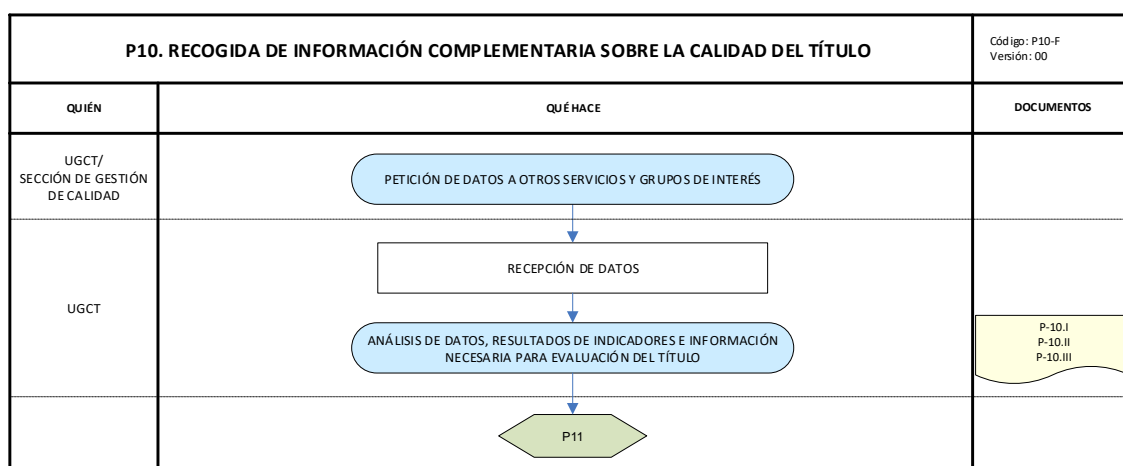 P10. RECOGIDA DE INFORMACIÓN COMPLEMENTARIA SOBRE LA CALIDAD DEL TÍTULO
Código: P10-F
Versión: 00
QUIÉN
QUÉ HACE
DOCUMENTOS
UGCT/
SECCIÓN DE GESTIÓN
DE CALIDAD
PETICIÓN DE DATOS A OTROS SERVICIOS Y GRUPOS DE INTERÉS
UGCT
RECEPCIÓN DE DATOS
ANÁLISIS DE DATOS, RESULTADOS DE INDICADORES E INFORMACIÓN
NECESARIA PARA EVALUACIÓN DEL TÍTULO
P-10.I
P-10.II
P-10.III
P11